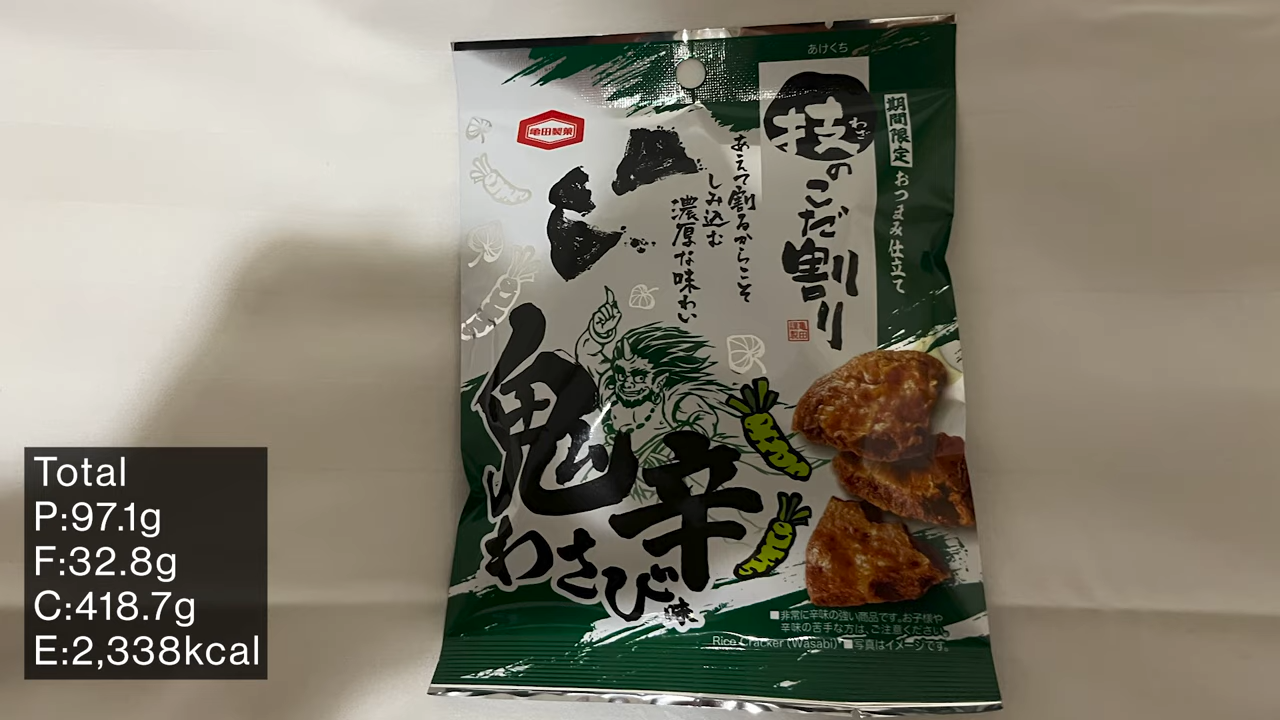 あけくち
亀田製菓
技のこだ割り
わざ
期間限定 おつまみ仕立て
あえて割るからこそ
しみ込む
濃厚な味わい
鬼辛
わさび味
■非常に辛味の強い商品です。お子様や
辛味の苦手な方は、ご注意ください。
Rice Cracker (Wasabi) ■写真はイメージです。
Total
P:97.1g
F:32.8g
C:418.7g
E:2,338kcal